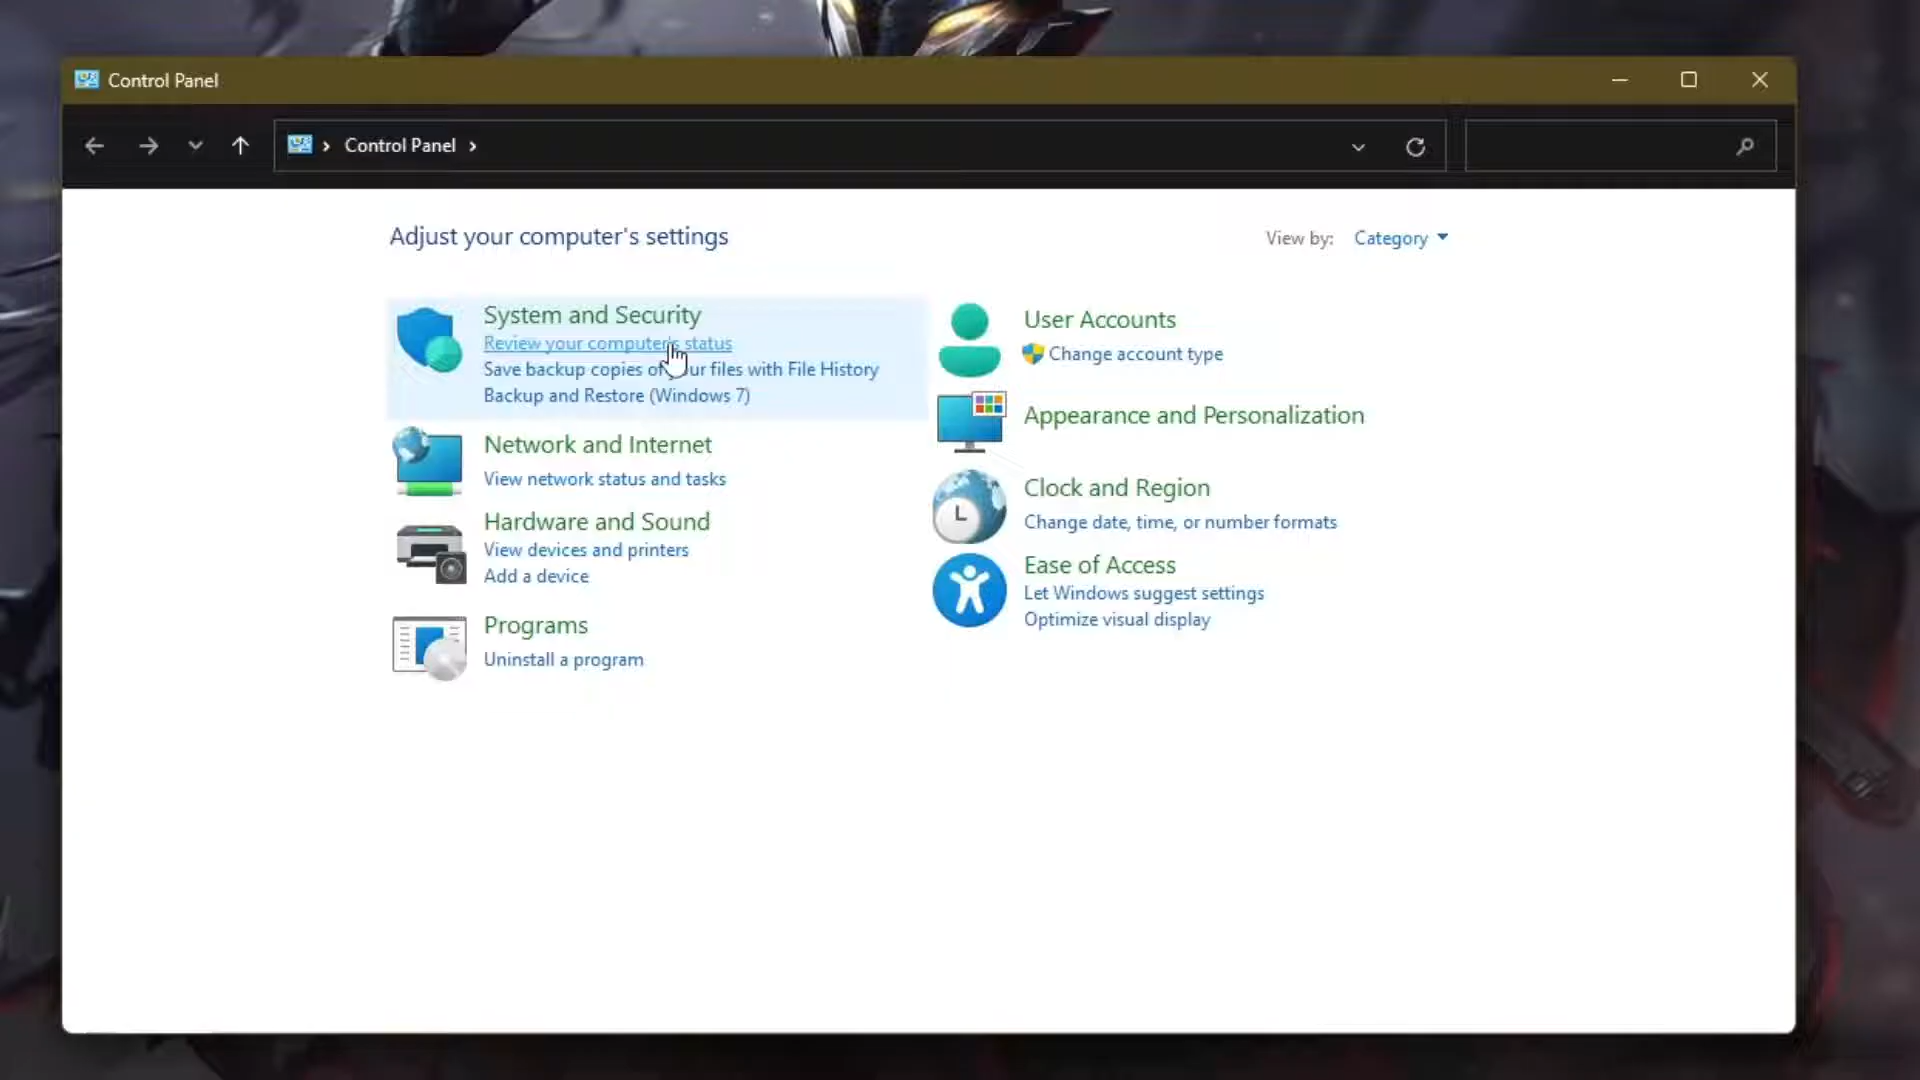 Control Panel
Control Panel
Adjust your computer's settings
View by: Category
System and Security
Review your computer's status
Save backup copies of your files with File History
Backup and Restore (Windows 7)
Network and Internet
View network status and tasks
Hardware and Sound
View devices and printers
Add a device
Programs
Uninstall a program
User Accounts
Change account type
Appearance and Personalization
Clock and Region
Change date, time, or number formats
Ease of Access
Let Windows suggest settings
Optimize visual display